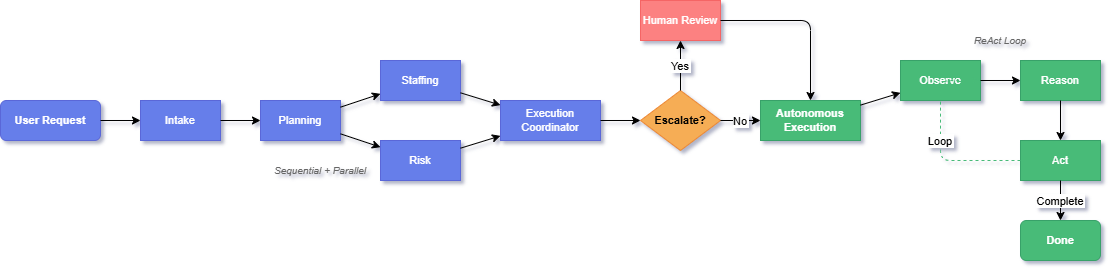 Human Review
ReAct Loop
Yes
Staffing
Observe
Reason
User Request
Intake
Planning
Execution
Coordinator
Escalate?
No
Autonomous
Execution
Loop
Risk
Sequential + Parallel
Act
Complete
Done